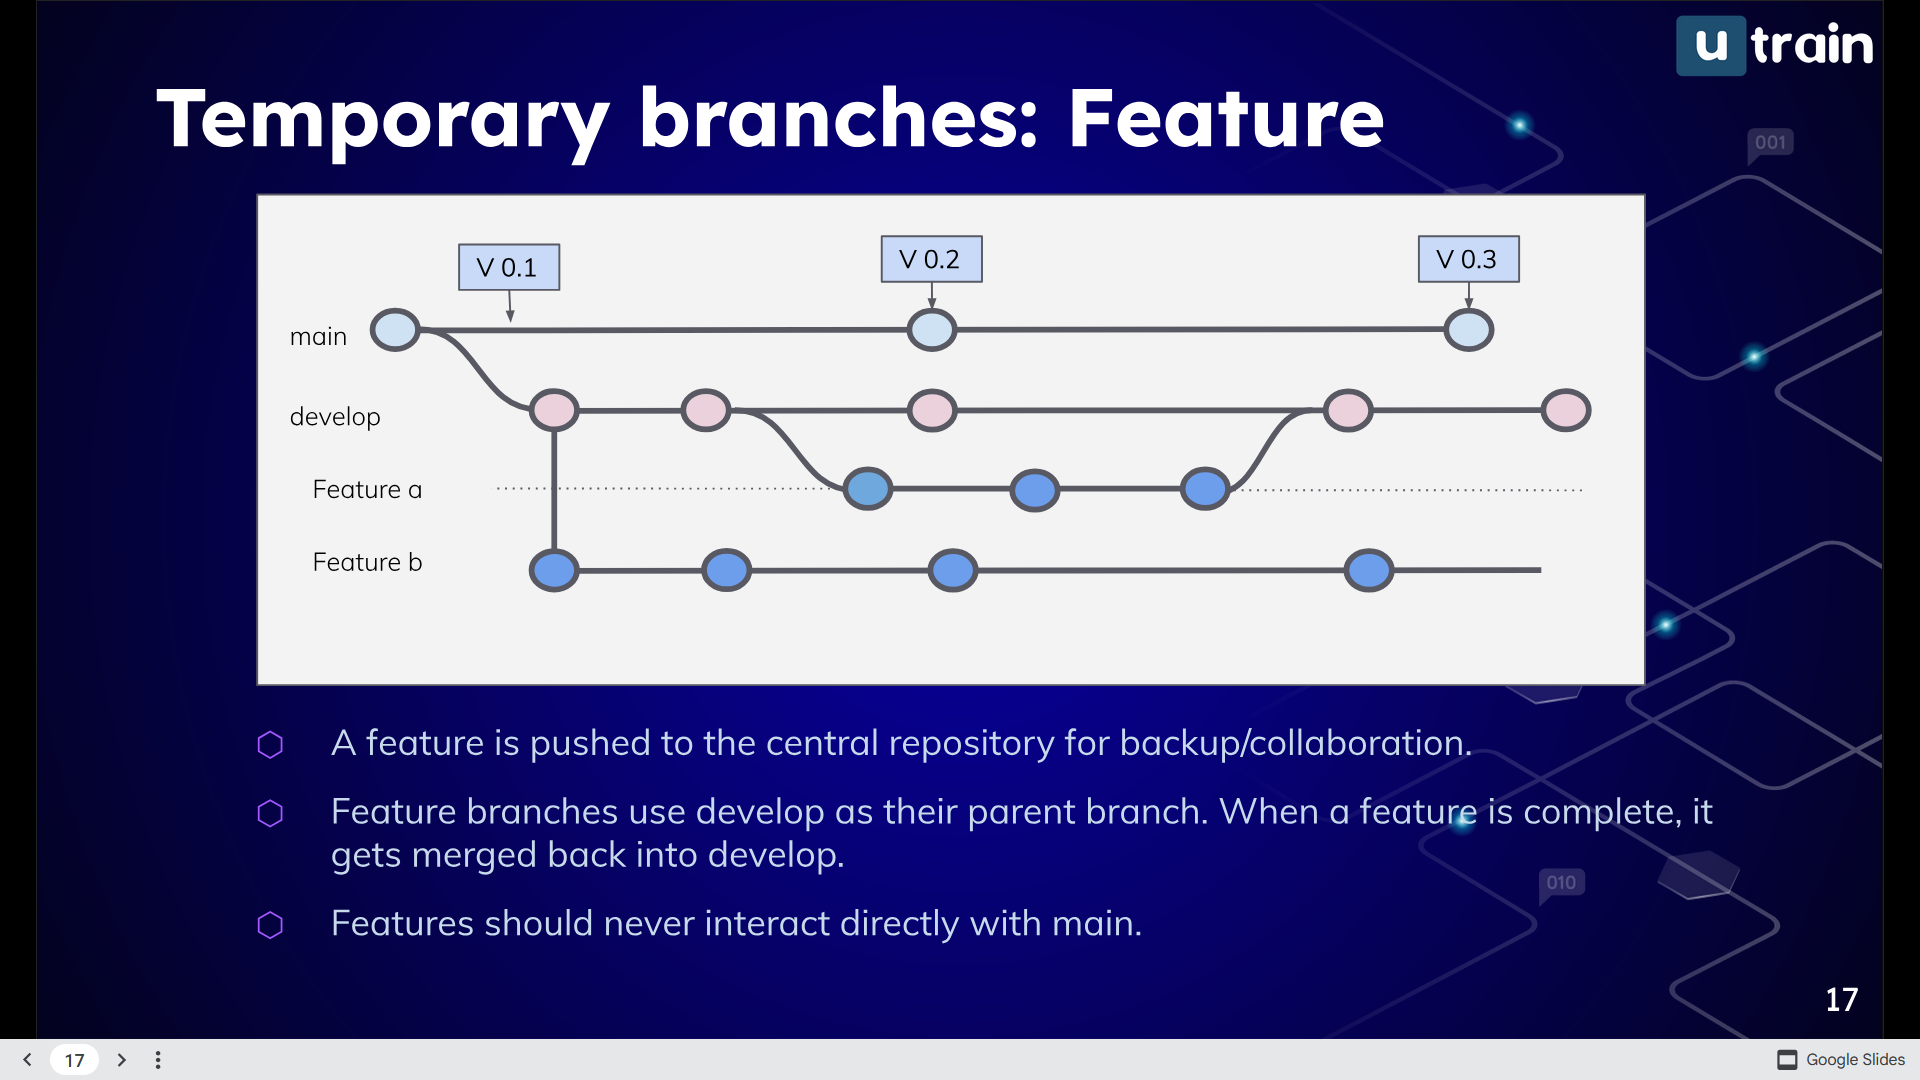 u train
Temporary branches: Feature
001
V 0.1
V 0.2
V 0.3
main
develop
Feature a
Feature b
A feature is pushed to the central repository for backup/collaboration.
Feature branches use develop as their parent branch. When a feature is complete, it
gets merged back into develop.
010
Features should never interact directly with main.
17
17
Google Slides